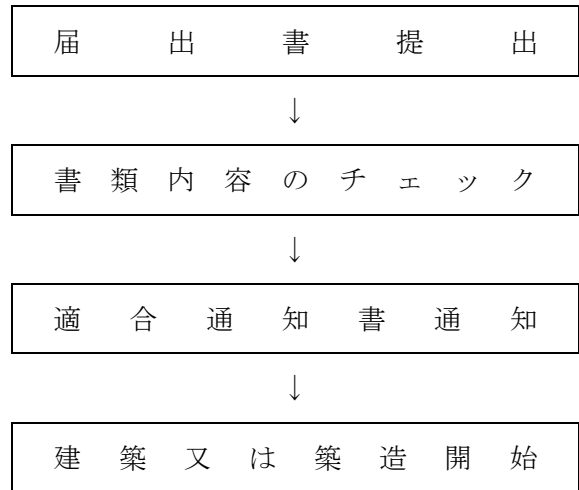 届出書提出
↓
書類内容のチェック
↓
適合通知書通知
↓
建築又は築造開始